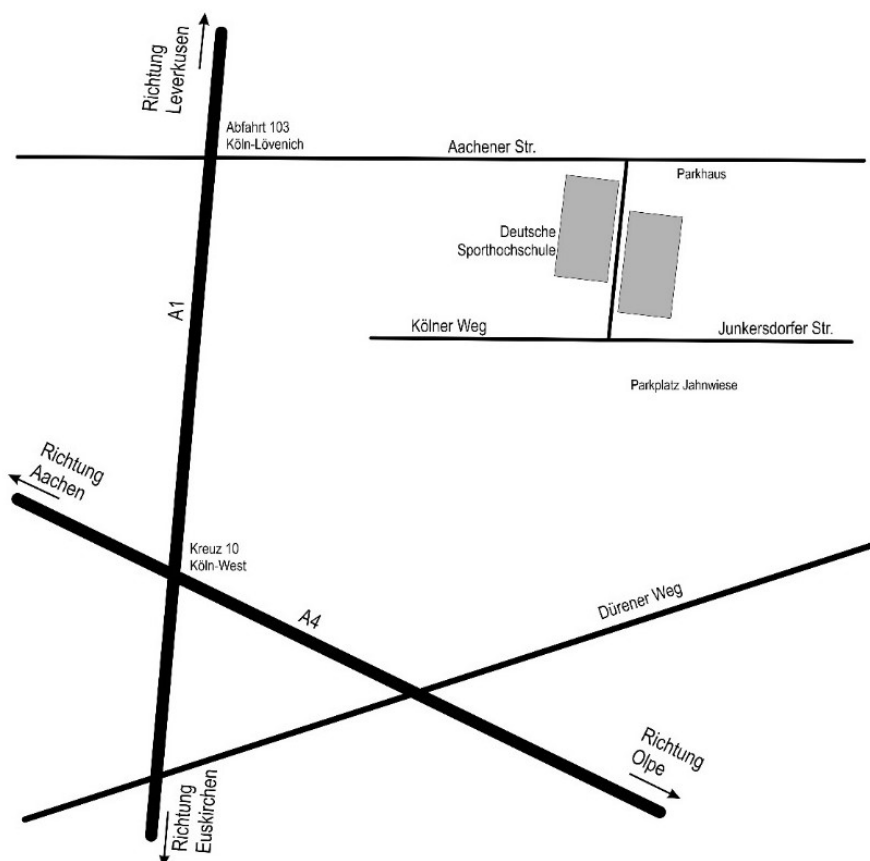 Richtung
Leverkusen
Abfahrt 103
Köln-Lövenich
Aachener Str.
Parkhaus
Deutsche
Sporthochschule
A1
Kölner Weg
Junkersdorfer Str.
Parkplatz Jahnwiese
Richtung
Aachen
Kreuz 10
Köln-West
A4
Dürener Weg
Richtung
Olpe
Richtung
Euskirchen